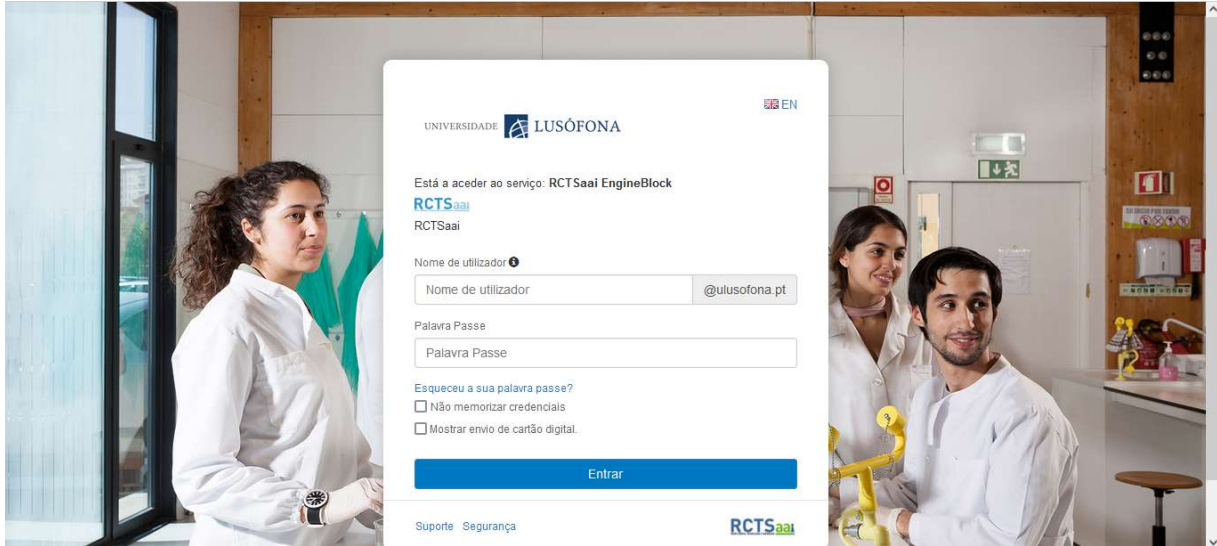 EN
UNIVERSIDADE LUSÓFONA
Está a aceder ao serviço: RCTSaai EngineBlock
RCTSaai
RCTSaai
Nome de utilizador
Nome de utilizador @ulusofona.pt
Palavra Passe
Palavra Passe
Esqueceu a sua palavra passe?
Não memorizar credenciais
Mostrar envio de cartão digital.
Entrar
Suporte Segurança RCTSaai